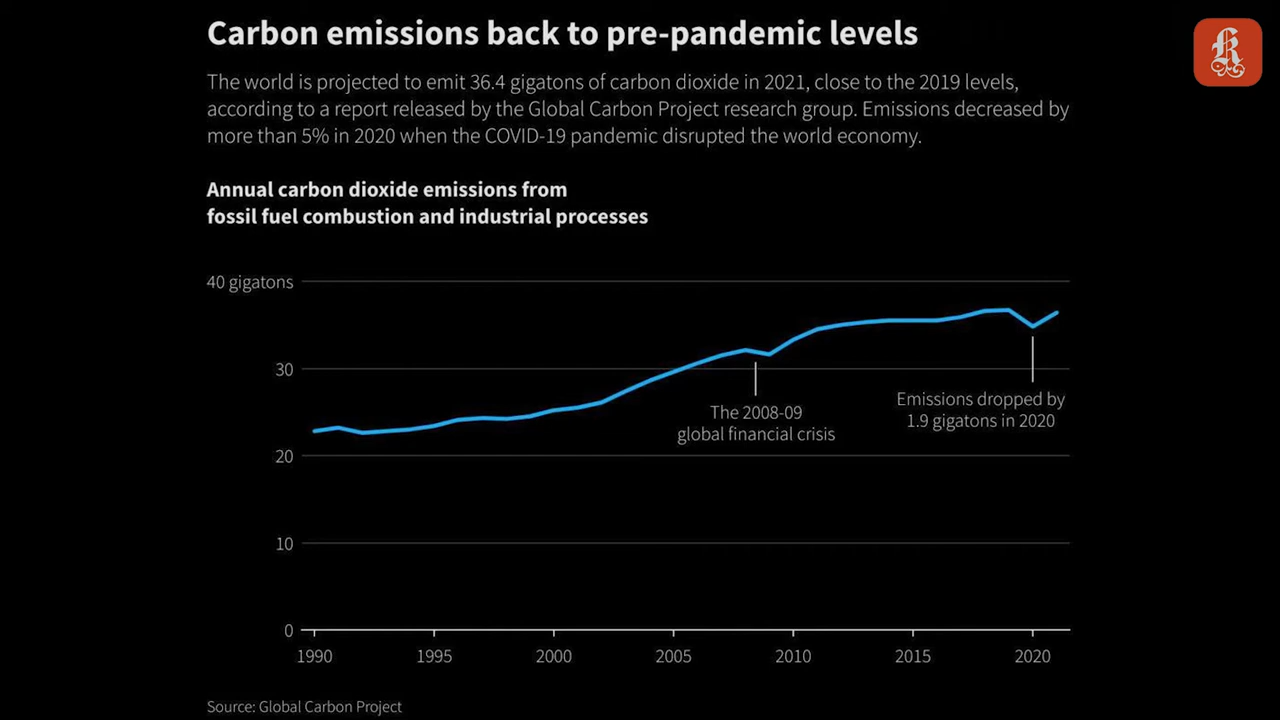 Carbon emissions back to pre-pandemic levels
The world is projected to emit 36.4 gigatons of carbon dioxide in 2021, close to the 2019 levels,
according to a report released by the Global Carbon Project research group. Emissions decreased by
more than 5% in 2020 when the COVID-19 pandemic disrupted the world economy.
Annual carbon dioxide emissions from
fossil fuel combustion and industrial processes
40 gigatons
30
The 2008-09
global financial crisis
Emissions dropped by
1.9 gigatons in 2020
20
10
0
1990 1995 2000 2005 2010 2015 2020
Source: Global Carbon Project